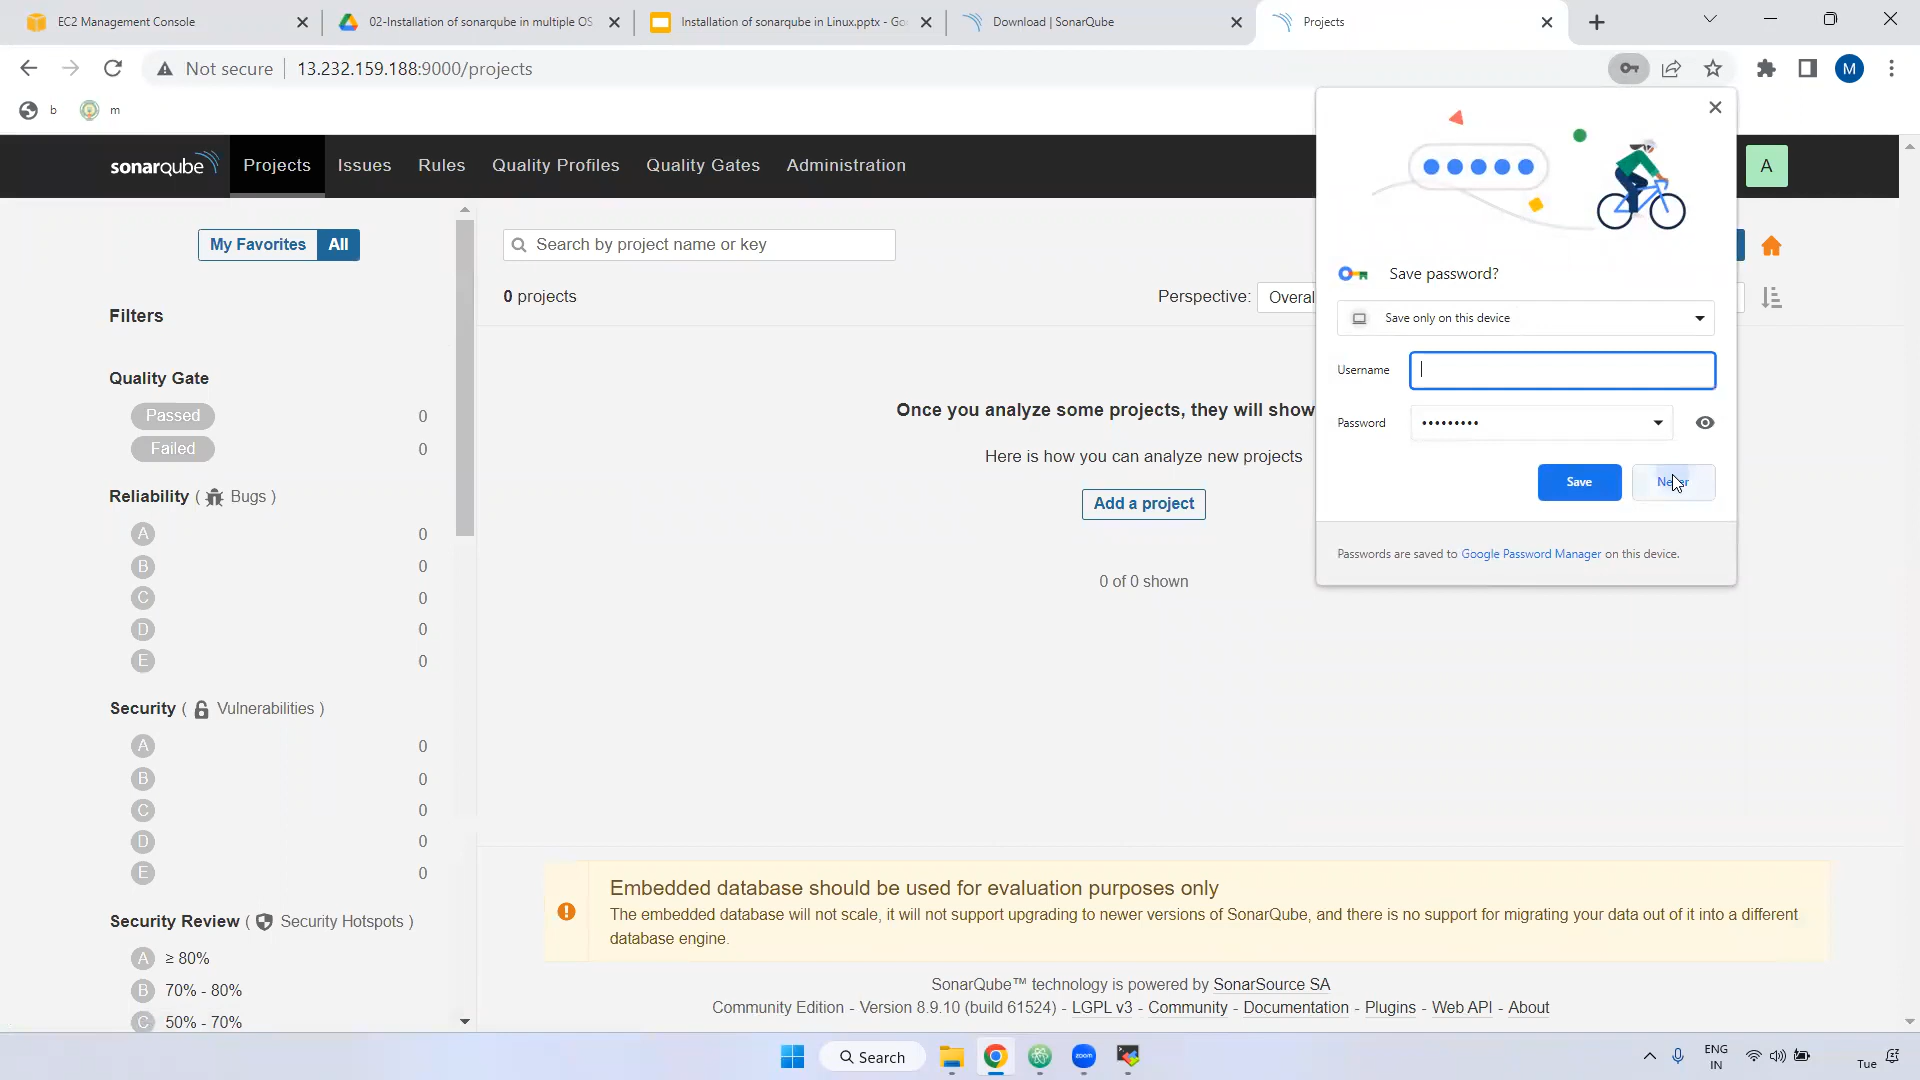 EC2 Management Console
02-Installation of sonarqube in multiple OS
Installation of sonarqube in Linux.pptx - Go
Download | SonarQube
Projects
Not secure
13.232.159.188:9000/projects
M
b
m
sonarqube
Projects
Issues
Rules
Quality Profiles
Quality Gates
Administration
A
My Favorites
All
Search by project name or key
0 projects
Perspective:
Overal
Filters
Quality Gate
Passed
0
Failed
0
Reliability ( Bugs )
A
0
B
0
C
0
D
0
E
0
Security ( Vulnerabilities )
A
0
B
0
C
0
D
0
E
0
Security Review ( Security Hotspots )
A
≥ 80%
B
70% - 80%
C
50% - 70%
Once you analyze some projects, they will show
Here is how you can analyze new projects
Add a project
0 of 0 shown
Save password?
Save only on this device
Username
Password
•••••••••
Save
Never
Passwords are saved to Google Password Manager on this device.
Embedded database should be used for evaluation purposes only
The embedded database will not scale, it will not support upgrading to newer versions of SonarQube, and there is no support for migrating your data out of it into a different
database engine.
SonarQube™ technology is powered by SonarSource SA
Community Edition - Version 8.9.10 (build 61524) - LGPL v3 - Community - Documentation - Plugins - Web API - About
Search
zoom
ENG
IN
Tue